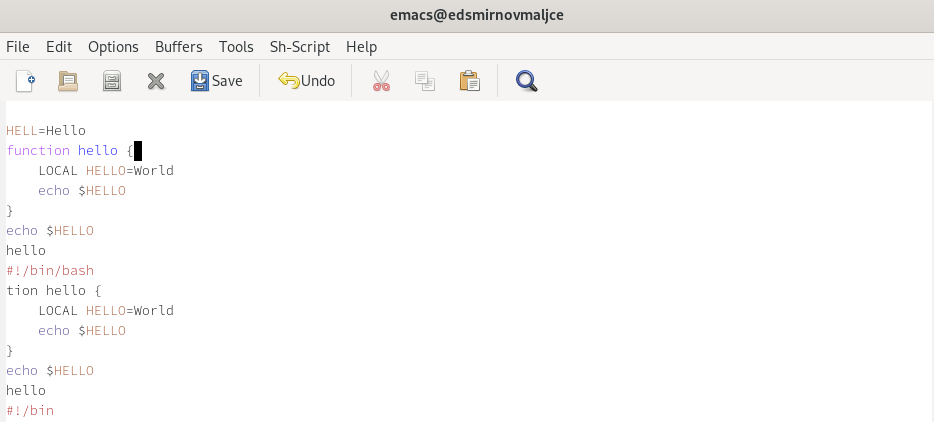 emacs@edsmirnovmaljce
File Edit Options Buffers Tools Sh-Script Help
Save Undo
HELL=Hello
function hello {
LOCAL HELLO=World
echo $HELLO
}
echo $HELLO
hello
#!/bin/bash
tion hello {
LOCAL HELLO=World
echo $HELLO
}
echo $HELLO
hello
#!/bin